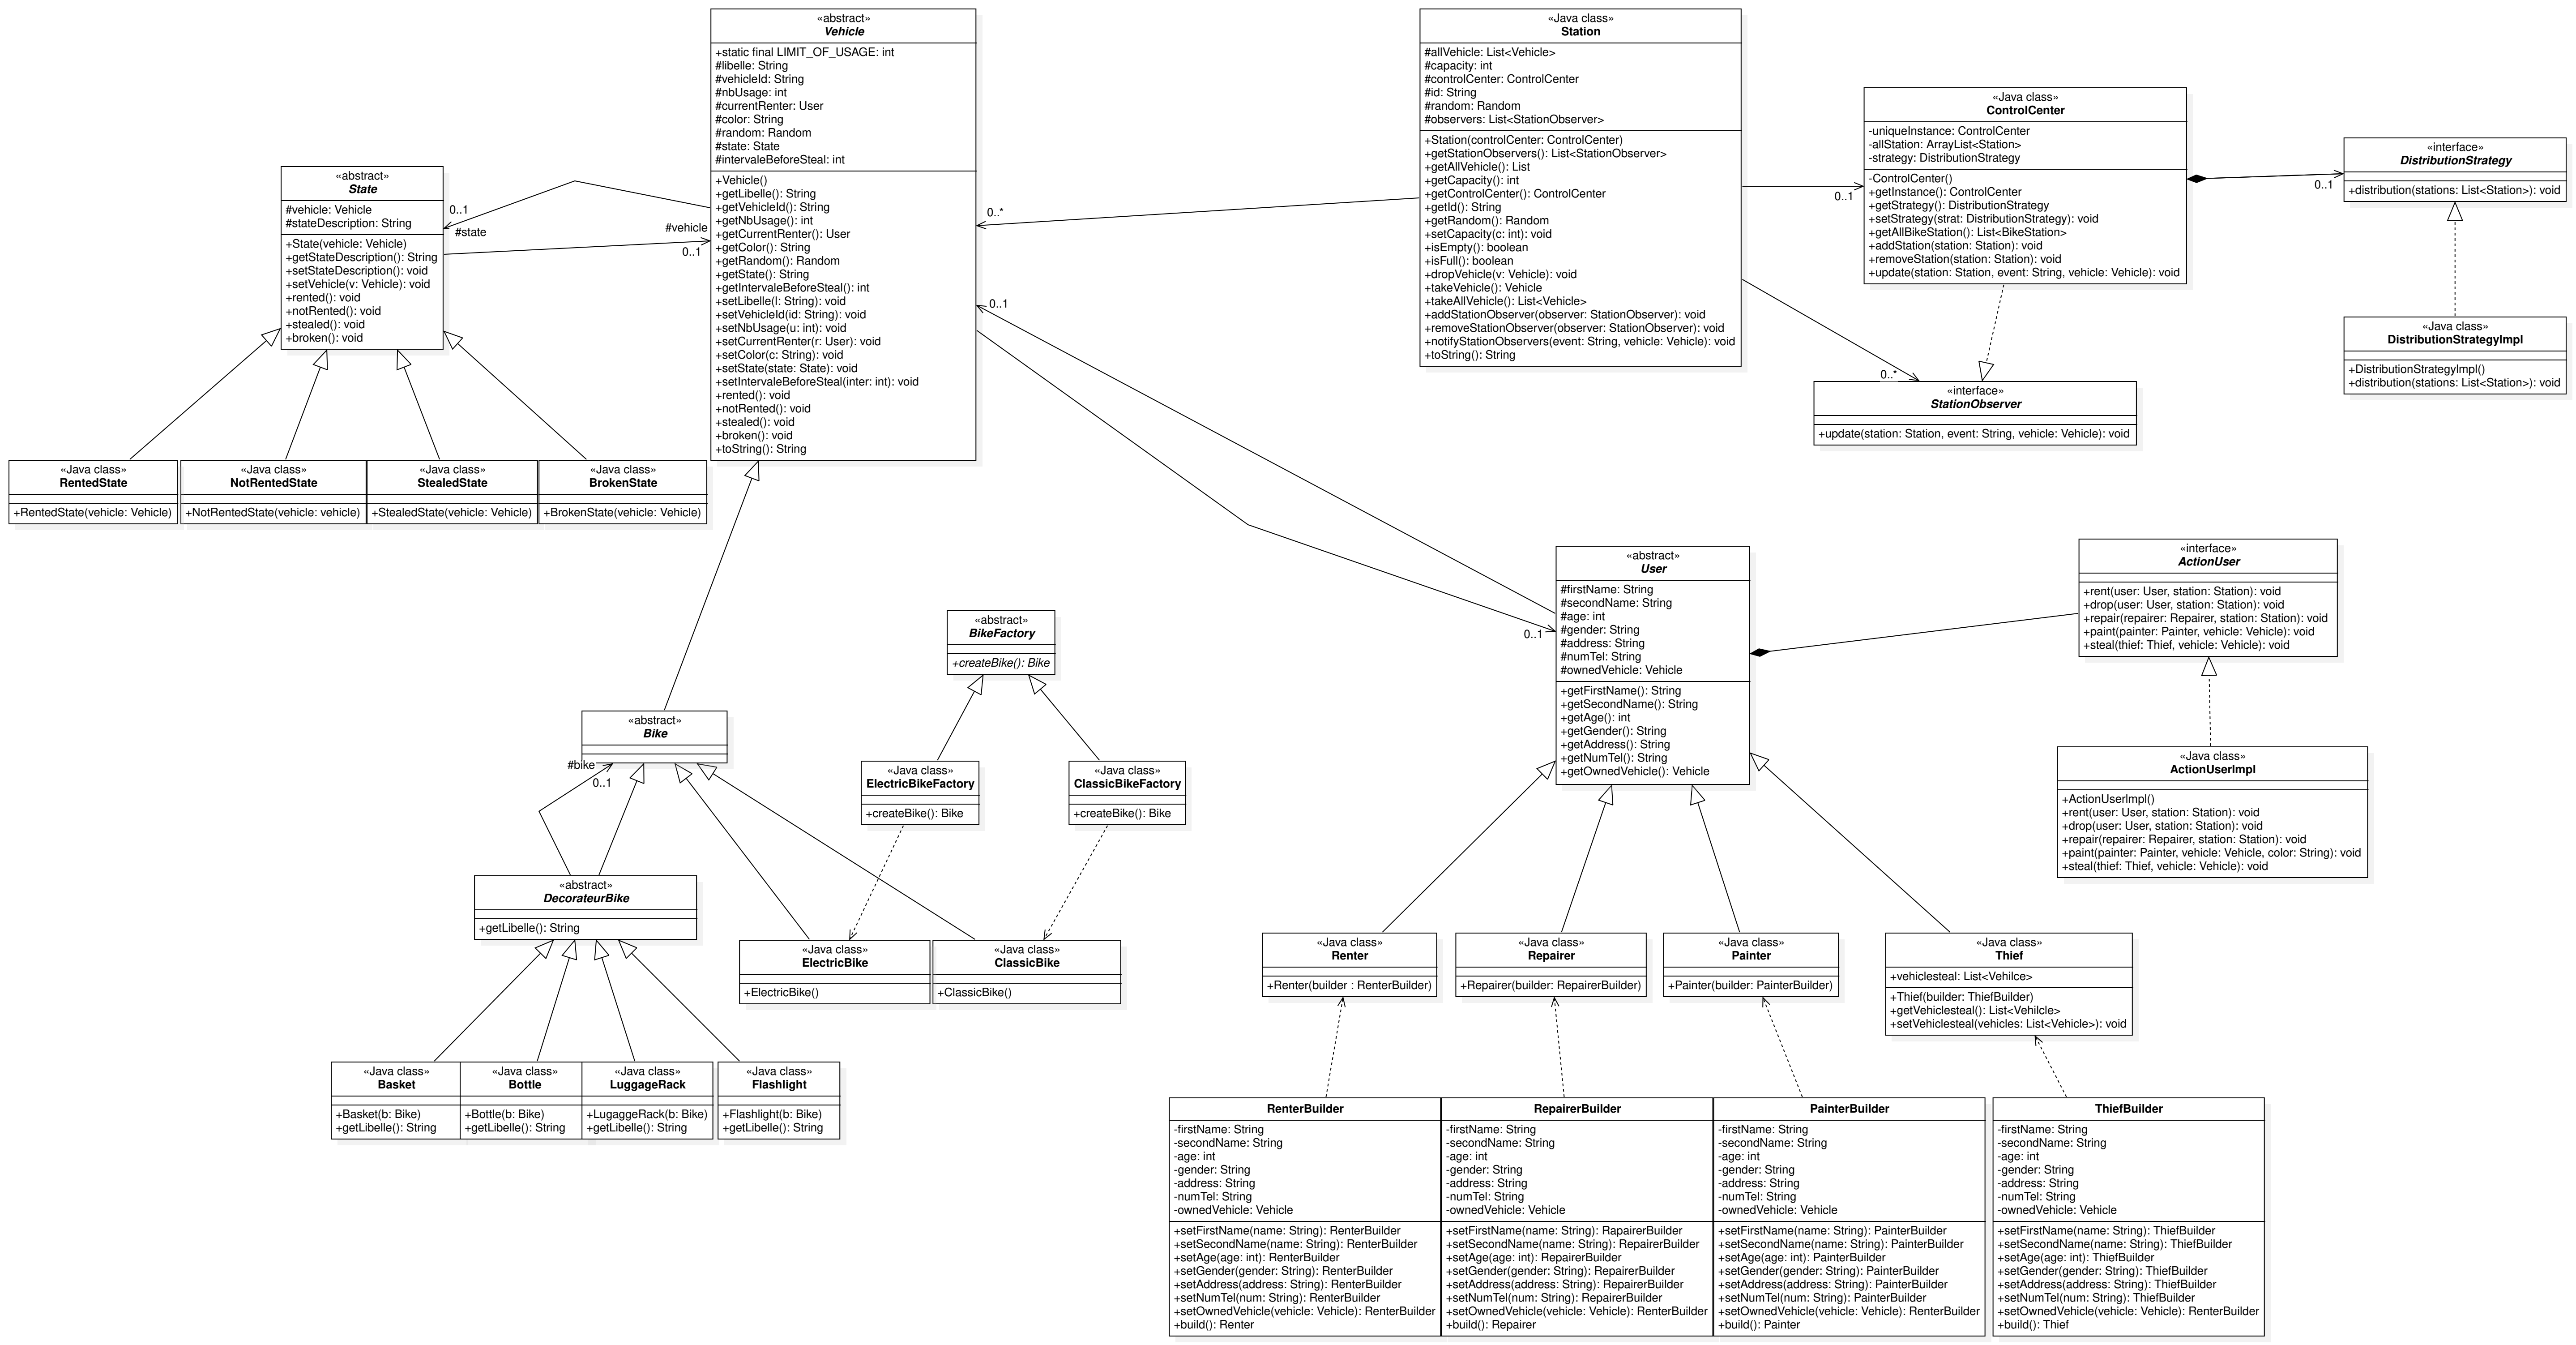 «abstract»
Vehicle
+static final LIMIT_OF_USAGE: int
#libelle: String
#vehicleId: String
#nbUsage: int
#currentRenter: User
#color: String
#random: Random
#state: State
#intervaleBeforeSteal: int
+Vehicle()
+getLibelle(): String
+getVehicleId(): String
+getNbUsage(): int
+getCurrentRenter(): User
+getColor(): String
+getRandom(): Random
+getState(): String
+getIntervaleBeforeSteal(): int
+setLibelle(l: String): void
+setVehicleId(id: String): void
+setNbUsage(u: int): void
+setCurrentRenter(r: User): void
+setColor(c: String): void
+setState(state: State): void
+setIntervaleBeforeSteal(inter: int): void
+rented(): void
+notRented(): void
+stealed(): void
+broken(): void
+toString(): String
«Java class»
Station
#allVehicle: List<Vehicle>
#capacity: int
#controlCenter: ControlCenter
#id: String
#random: Random
#observers: List<StationObserver>
+Station(controlCenter: ControlCenter)
+getStationObservers(): List<StationObserver>
+getAllVehicle(): List
+getCapacity(): int
+getControlCenter(): ControlCenter
+getId(): String
+getRandom(): Random
+setCapacity(c: int): void
+isEmpty(): boolean
+isFull(): boolean
+dropVehicle(v: Vehicle): void
+takeVehicle(): Vehicle
+takeAllVehicle(): List<Vehicle>
+addStationObserver(observer: StationObserver): void
+removeStationObserver(observer: StationObserver): void
+notifyStationObservers(event: String, vehicle: Vehicle): void
+toString(): String
«Java class»
ControlCenter
-uniqueInstance: ControlCenter
-allStation: ArrayList<Station>
-strategy: DistributionStrategy
-ControlCenter()
+getInstance(): ControlCenter
+getStrategy(): DistributionStrategy
+setStrategy(strat: DistributionStrategy): void
+getAllBikeStation(): List<BikeStation>
+addStation(station: Station): void
+removeStation(station: Station): void
+update(station: Station, event: String, vehicle: Vehicle): void
«interface»
DistributionStrategy
+distribution(stations: List<Station>): void
«Java class»
DistributionStrategyImpl
+DistributionStrategyImpl()
+distribution(stations: List<Station>): void
«interface»
StationObserver
+update(station: Station, event: String, vehicle: Vehicle): void
«abstract»
State
#vehicle: Vehicle
#stateDescription: String
+State(vehicle: Vehicle)
+getStateDescription(): String
+setStateDescription(): void
+setVehicle(v: Vehicle): void
+rented(): void
+notRented(): void
+stealed(): void
+broken(): void
0..1
#state
#vehicle
0..1
0..*
0..1
0..1
0..1
0..*
0..1
«Java class»
RentedState
+RentedState(vehicle: Vehicle)
«Java class»
NotRentedState
+NotRentedState(vehicle: vehicle)
«Java class»
StealedState
+StealedState(vehicle: Vehicle)
«Java class»
BrokenState
+BrokenState(vehicle: Vehicle)
«abstract»
User
#firstName: String
#secondName: String
#age: int
#gender: String
#address: String
#numTel: String
#ownedVehicle: Vehicle
+getFirstName(): String
+getSecondName(): String
+getAge(): int
+getGender(): String
+getAddress(): String
+getNumTel(): String
+getOwnedVehicle(): Vehicle
«interface»
ActionUser
+rent(user: User, station: Station): void
+drop(user: User, station: Station): void
+repair(repairer: Repairer, station: Station): void
+paint(painter: Painter, vehicle: Vehicle): void
+steal(thief: Thief, vehicle: Vehicle): void
«Java class»
ActionUserImpl
+ActionUserImpl()
+rent(user: User, station: Station): void
+drop(user: User, station: Station): void
+repair(repairer: Repairer, station: Station): void
+paint(painter: Painter, vehicle: Vehicle, color: String): void
+steal(thief: Thief, vehicle: Vehicle): void
«abstract»
BikeFactory
+createBike(): Bike
«Java class»
ElectricBikeFactory
+createBike(): Bike
«Java class»
ClassicBikeFactory
+createBike(): Bike
«abstract»
Bike
#bike
0..1
«abstract»
DecorateurBike
+getLibelle(): String
«Java class»
ElectricBike
+ElectricBike()
«Java class»
ClassicBike
+ClassicBike()
«Java class»
Basket
+Basket(b: Bike)
+getLibelle(): String
«Java class»
Bottle
+Bottle(b: Bike)
+getLibelle(): String
«Java class»
LuggageRack
+LugaggeRack(b: Bike)
+getLibelle(): String
«Java class»
Flashlight
+Flashlight(b: Bike)
+getLibelle(): String
«Java class»
Renter
+Renter(builder : RenterBuilder)
«Java class»
Repairer
+Repairer(builder: RepairerBuilder)
«Java class»
Painter
+Painter(builder: PainterBuilder)
«Java class»
Thief
+vehiclesteal: List<Vehilce>
+Thief(builder: ThiefBuilder)
+getVehiclesteal(): List<Vehilcle>
+setVehiclesteal(vehicles: List<Vehicle>): void
RenterBuilder
-firstName: String
-secondName: String
-age: int
-gender: String
-address: String
-numTel: String
-ownedVehicle: Vehicle
+setFirstName(name: String): RenterBuilder
+setSecondName(name: String): RenterBuilder
+setAge(age: int): RenterBuilder
+setGender(gender: String): RenterBuilder
+setAddress(address: String): RenterBuilder
+setNumTel(num: String): RenterBuilder
+setOwnedVehicle(vehicle: Vehicle): RenterBuilder
+build(): Renter
RepairerBuilder
-firstName: String
-secondName: String
-age: int
-gender: String
-address: String
-numTel: String
-ownedVehicle: Vehicle
+setFirstName(name: String): RapairerBuilder
+setSecondName(name: String): RepairerBuilder
+setAge(age: int): RepairerBuilder
+setGender(gender: String): RepairerBuilder
+setAddress(address: String): RepairerBuilder
+setNumTel(num: String): RepairerBuilder
+setOwnedVehicle(vehicle: Vehicle): RenterBuilder
+build(): Repairer
PainterBuilder
-firstName: String
-secondName: String
-age: int
-gender: String
-address: String
-numTel: String
-ownedVehicle: Vehicle
+setFirstName(name: String): PainterBuilder
+setSecondName(name: String): PainterBuilder
+setAge(age: int): PainterBuilder
+setGender(gender: String): PainterBuilder
+setAddress(address: String): PainterBuilder
+setNumTel(num: String): PainterBuilder
+setOwnedVehicle(vehicle: Vehicle): RenterBuilder
+build(): Painter
ThiefBuilder
-firstName: String
-secondName: String
-age: int
-gender: String
-address: String
-numTel: String
-ownedVehicle: Vehicle
+setFirstName(name: String): ThiefBuilder
+setSecondName(name: String): ThiefBuilder
+setAge(age: int): ThiefBuilder
+setGender(gender: String): ThiefBuilder
+setAddress(address: String): ThiefBuilder
+setNumTel(num: String): ThiefBuilder
+setOwnedVehicle(vehicle: Vehicle): RenterBuilder
+build(): Thief